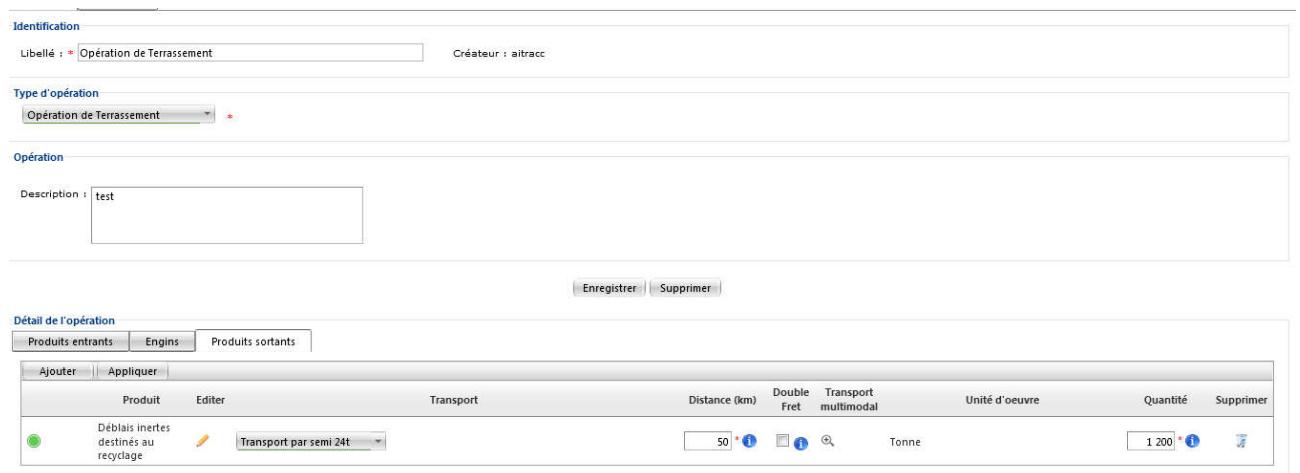 Identification
Libellé : * Opération de Terrassement Créateur : aitracc
Type d'opération
Opération de Terrassement *
Opération
Description : test
Enregistrer Supprimer
Détail de l'opération
Produits entrants Engins Produits sortants
Ajouter Appliquer
Produit Editer Transport Distance (km) Double Fret Transport multimodal Unité d'oeuvre Quantité Supprimer
Déblais inertes
destinés au
recyclage
Transport par semi 24t 50 * Tonne 1 200 *